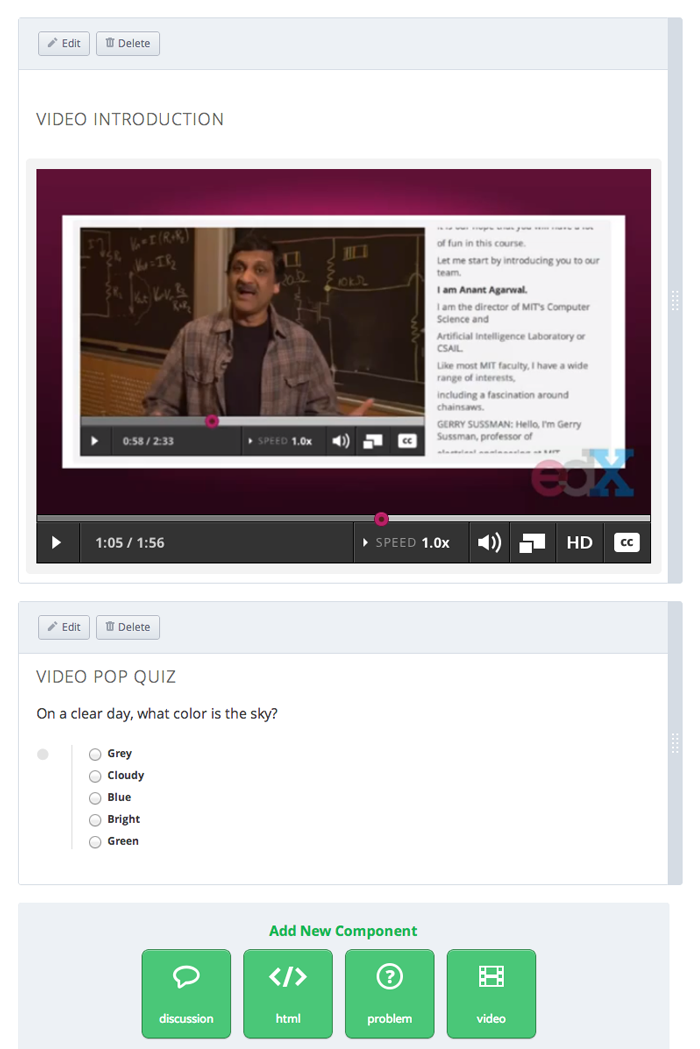 Edit
Delete
VIDEO INTRODUCTION
of fun in this course.
Let me start by introducing you to our
team.
I am Anant Agarwal.
I am the director of MIT's Computer
Science and
Artificial Intelligence Laboratory or
CSAIL.
Like most MIT faculty, I have a wide
range of interests,
including a fascination around
chainsaws.
GERRY SUSSMAN: Hello, I'm Gerry
Sussman, professor of
0:58 / 2:33
SPEED 1.0x
CC
edX
1:05 / 1:56
SPEED 1.0x
HD
CC
Edit
Delete
VIDEO POP QUIZ
On a clear day, what color is the sky?
Grey
Cloudy
Blue
Bright
Green
Add New Component
discussion
html
problem
video